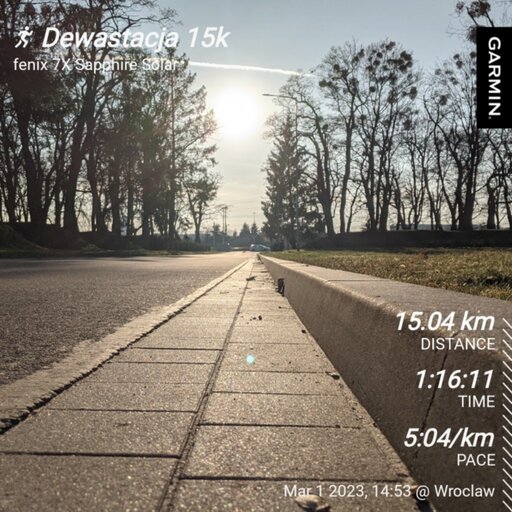 Dewastacja 15k
fenix 7X Sapphire Solar
GARMIN
15.04 km
DISTANCE
1:16:11
TIME
5:04/km
PACE
Mar 1 2023, 14:53 @ Wroclaw